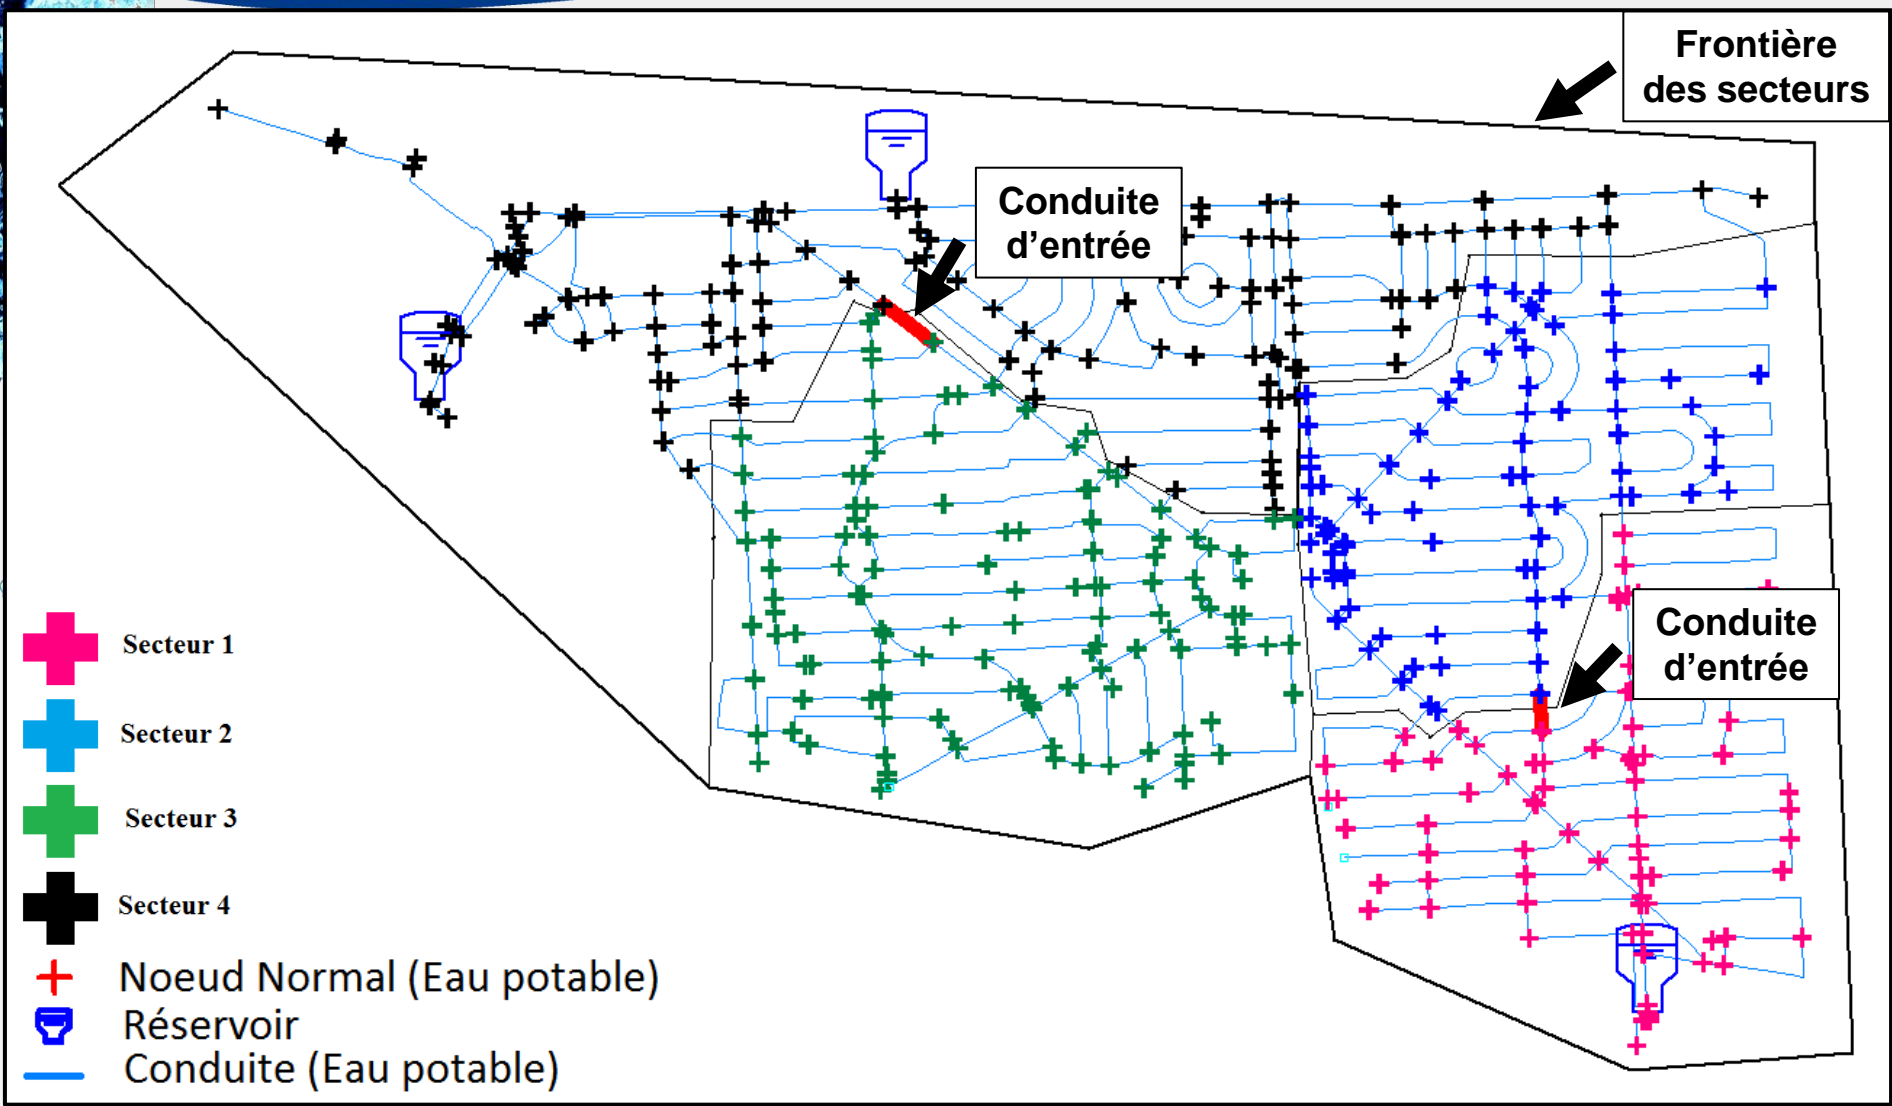 Frontière
des secteurs
Conduite
d'entrée
Conduite
d'entrée
Secteur 1
Secteur 2
Secteur 3
Secteur 4
Noeud Normal (Eau potable)
Réservoir
Conduite (Eau potable)